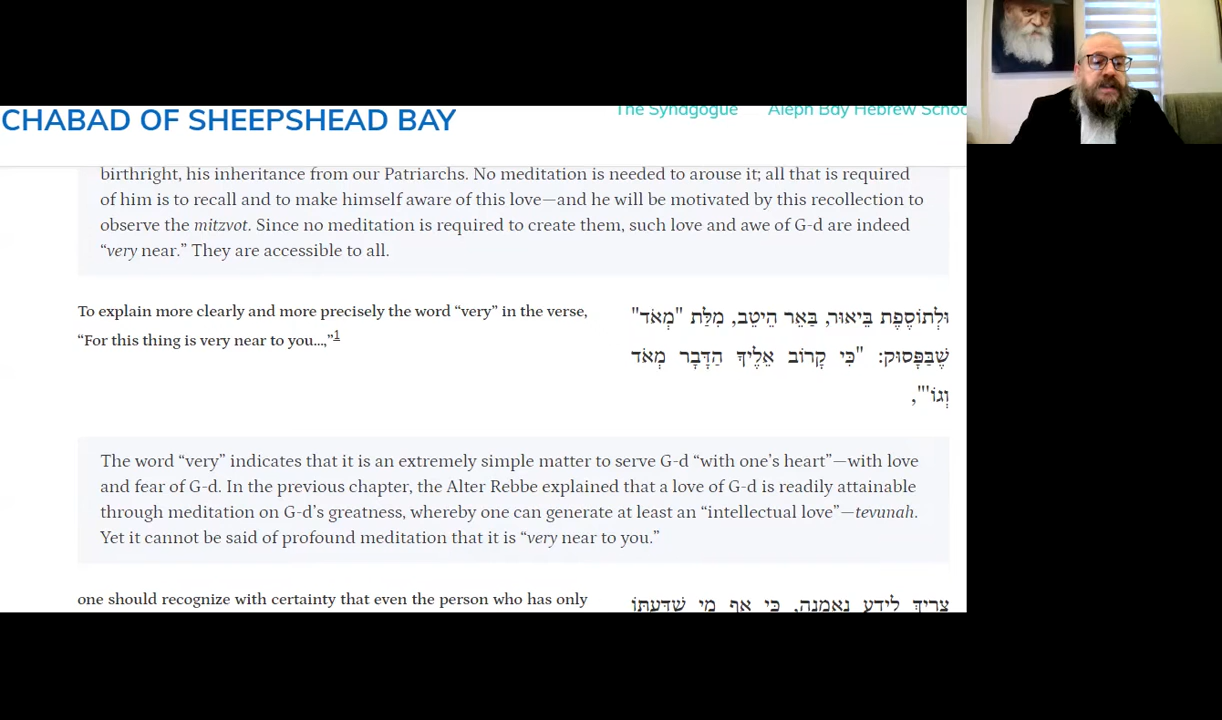 CHABAD OF SHEEPSHEAD BAY
The Synagogue
Aleph Bay Hebrew Schoo
birthright, his inheritance from our Patriarchs. No meditation is needed to arouse it; all that is required
of him is to recall and to make himself aware of this love—and he will be motivated by this recollection to
observe the mitzvot. Since no meditation is required to create them, such love and awe of G-d are indeed
“very near.” They are accessible to all.
To explain more clearly and more precisely the word “very” in the verse,
“For this thing is very near to you...,”1
וּלְתוֹסֶפֶת בֵּיאוּר, בַּאֵר הֵיטֵב, מִלַּת "מְאֹד"
שֶׁבַּפָּסוּק: "כִּי קָרוֹב אֵלֶיךָ הַדָּבָר מְאֹד
וְגוֹ'",
The word “very” indicates that it is an extremely simple matter to serve G-d “with one’s heart”—with love
and fear of G-d. In the previous chapter, the Alter Rebbe explained that a love of G-d is readily attainable
through meditation on G-d’s greatness, whereby one can generate at least an “intellectual love”—tevunah.
Yet it cannot be said of profound meditation that it is “very near to you.”
one should recognize with certainty that even the person who has only
צריך לידע נאמנה, כי אף מי שדעתו